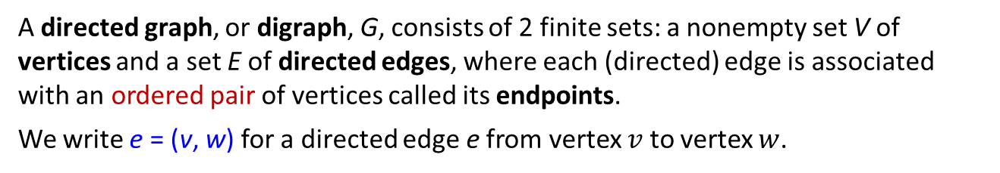 A directed graph, or digraph, G, consists of 2 finite sets: a nonempty set V of
vertices and a set E of directed edges, where each (directed) edge is associated
with an ordered pair of vertices called its endpoints.
We write e = (v, w) for a directed edge e from vertex v to vertex w.